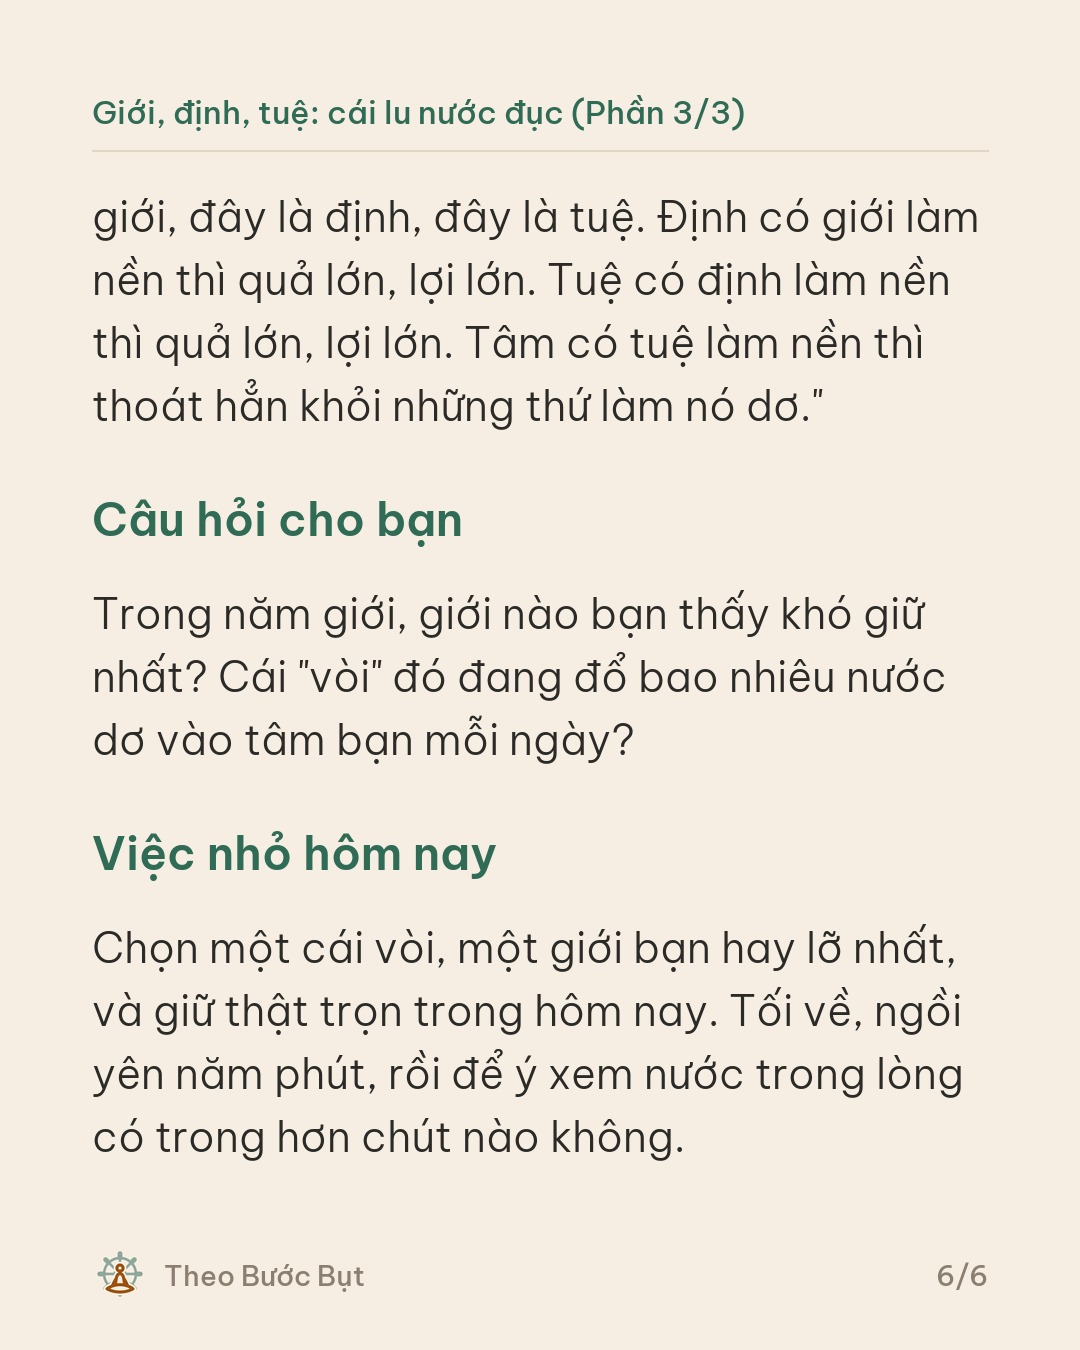 Giới, định, tuệ: cái lu nước đục (Phần 3/3)
giới, đây là định, đây là tuệ. Định có giới làm
nền thì quả lớn, lợi lớn. Tuệ có định làm nền
thì quả lớn, lợi lớn. Tâm có tuệ làm nền thì
thoát hẳn khỏi những thứ làm nó dơ."
Câu hỏi cho bạn
Trong năm giới, giới nào bạn thấy khó giữ
nhất? Cái "vòi" đó đang đổ bao nhiêu nước
dơ vào tâm bạn mỗi ngày?
Việc nhỏ hôm nay
Chọn một cái vòi, một giới bạn hay lỡ nhất,
và giữ thật trọn trong hôm nay. Tối về, ngồi
yên năm phút, rồi để ý xem nước trong lòng
có trong hơn chút nào không.
Theo Bước Bụt
6/6